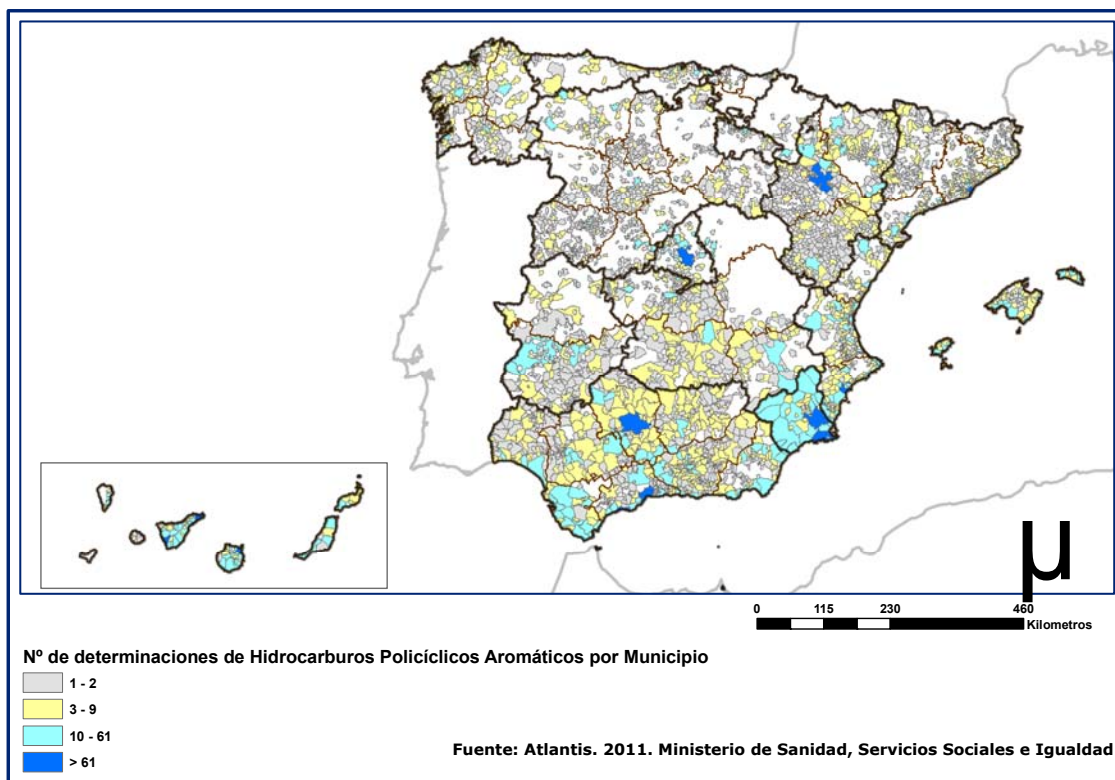 µ
0 115 230 460
Kilometros
Nº de determinaciones de Hidrocarburos Policíclicos Aromáticos por Municipio
1 - 2
3 - 9
10 - 61
> 61
Fuente: Atlantis. 2011. Ministerio de Sanidad, Servicios Sociales e Igualdad